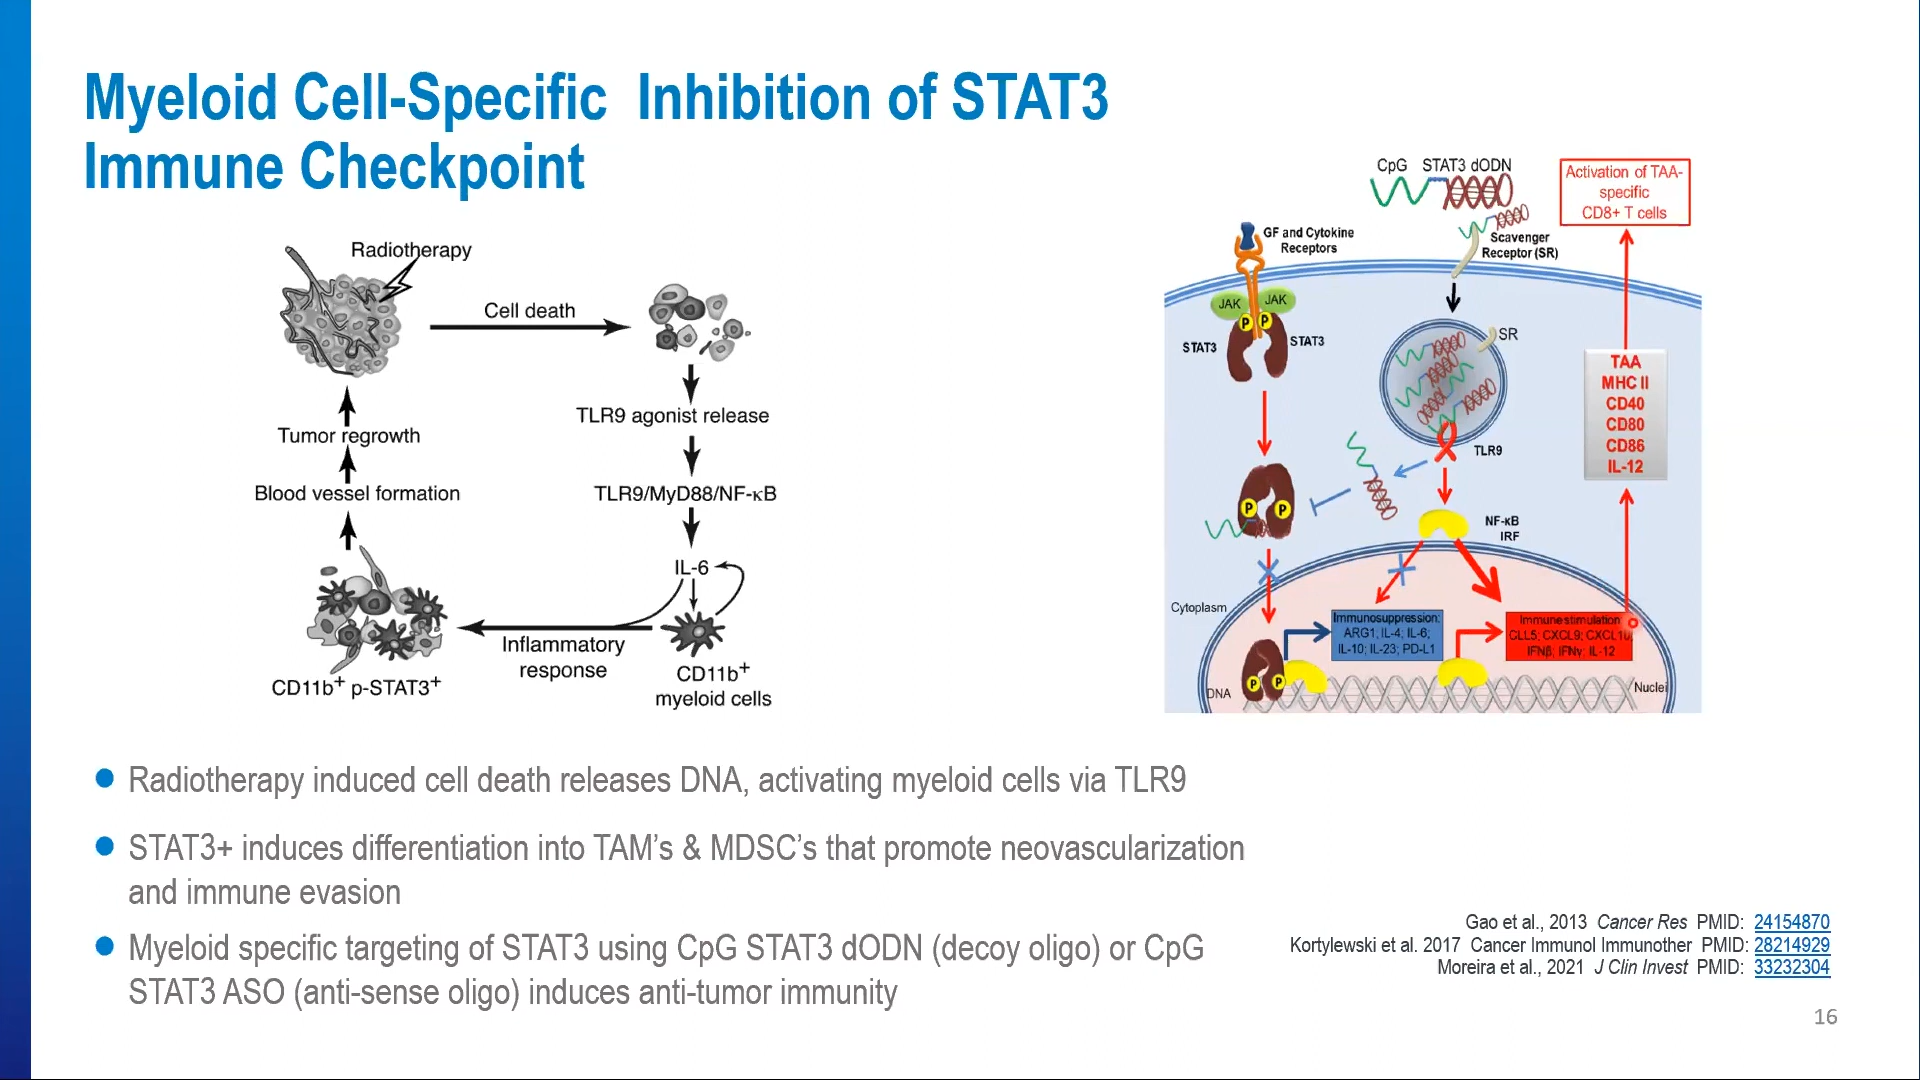 Myeloid Cell-Specific  Inhibition of STAT3
Immune Checkpoint
Radiotherapy
Cell death
TLR9 agonist release
TLR9/MyD88/NF-κB
IL-6
CD11b+
myeloid cells
Inflammatory
response
CD11b+ p-STAT3+
Blood vessel formation
Tumor regrowth
CpG STAT3 dODN
Activation of TAA-
specific
CD8+ T cells
GF and Cytokine
Receptors
Scavenger
Receptor (SR)
JAK JAK
P P
STAT3 STAT3
SR
TLR9
TAA
MHC II
CD40
CD80
CD86
IL-12
P P
NF-κB
IRF
Cytoplasm
Immunosuppression:
ARG1; IL-4; IL-6;
IL-10; IL-23; PD-L1
Immunestimulation:
CLL5; CXCL9; CXCL10;
IFNβ; IFNγ; IL-12
P P
DNA
Nuclei
Radiotherapy induced cell death releases DNA, activating myeloid cells via TLR9
STAT3+ induces differentiation into TAM’s & MDSC’s that promote neovascularization
and immune evasion
Myeloid specific targeting of STAT3 using CpG STAT3 dODN (decoy oligo) or CpG
STAT3 ASO (anti-sense oligo) induces anti-tumor immunity
Gao et al., 2013 Cancer Res PMID: 24154870
Kortylewski et al. 2017 Cancer Immunol Immunother PMID: 28214929
Moreira et al., 2021 J Clin Invest PMID: 33232304
16